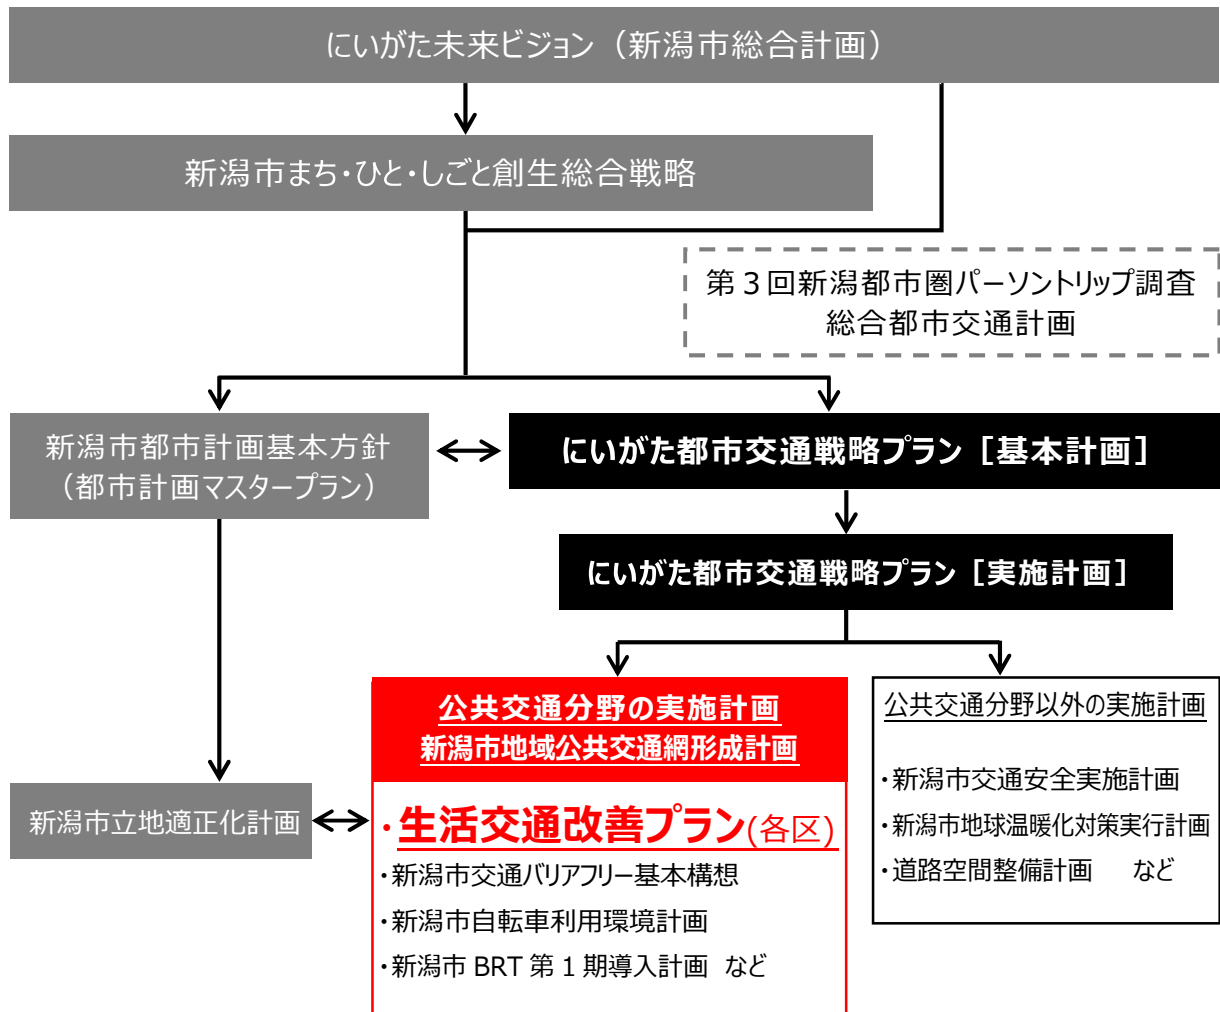 にいがた未来ビジョン（新潟市総合計画）
新潟市まち・ひと・しごと創生総合戦略
第３回新潟都市圏パーソントリップ調査
総合都市交通計画
新潟市都市計画基本方針
（都市計画マスタープラン）
にいがた都市交通戦略プラン［基本計画］
にいがた都市交通戦略プラン［実施計画］
公共交通分野の実施計画
新潟市地域公共交通網形成計画
・生活交通改善プラン(各区)
・新潟市交通バリアフリー基本構想
・新潟市自転車利用環境計画
・新潟市 BRT 第１期導入計画 など
公共交通分野以外の実施計画
・新潟市交通安全実施計画
・新潟市地球温暖化対策実行計画
・道路空間整備計画　など
新潟市立地適正化計画